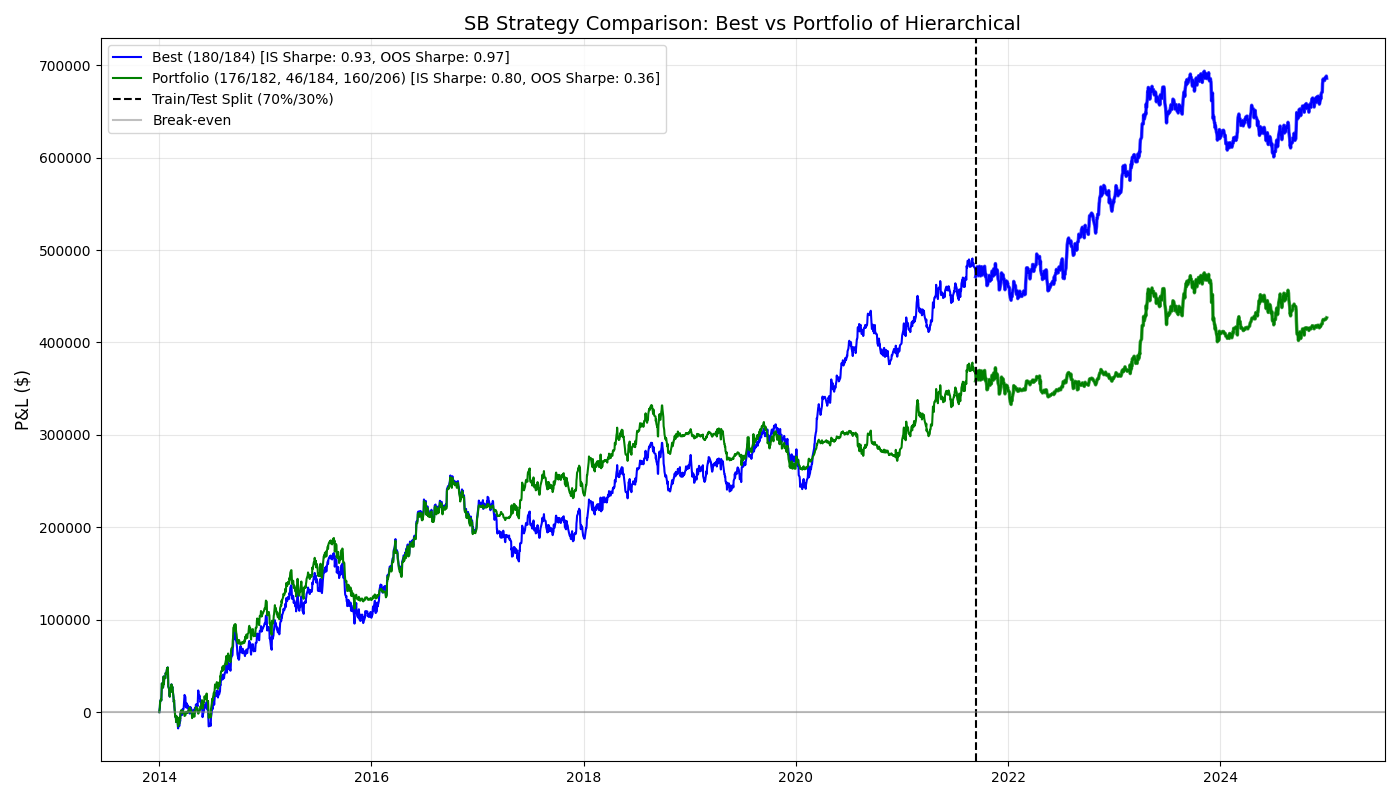 SB Strategy Comparison: Best vs Portfolio of Hierarchical
Best (180/184) [IS Sharpe: 0.93, OOS Sharpe: 0.97]
Portfolio (176/182, 46/184, 160/206) [IS Sharpe: 0.80, OOS Sharpe: 0.36]
Train/Test Split (70%/30%)
Break-even
P&L ($)
700000
600000
500000
400000
300000
200000
100000
0
2014 2016 2018 2020 2022 2024